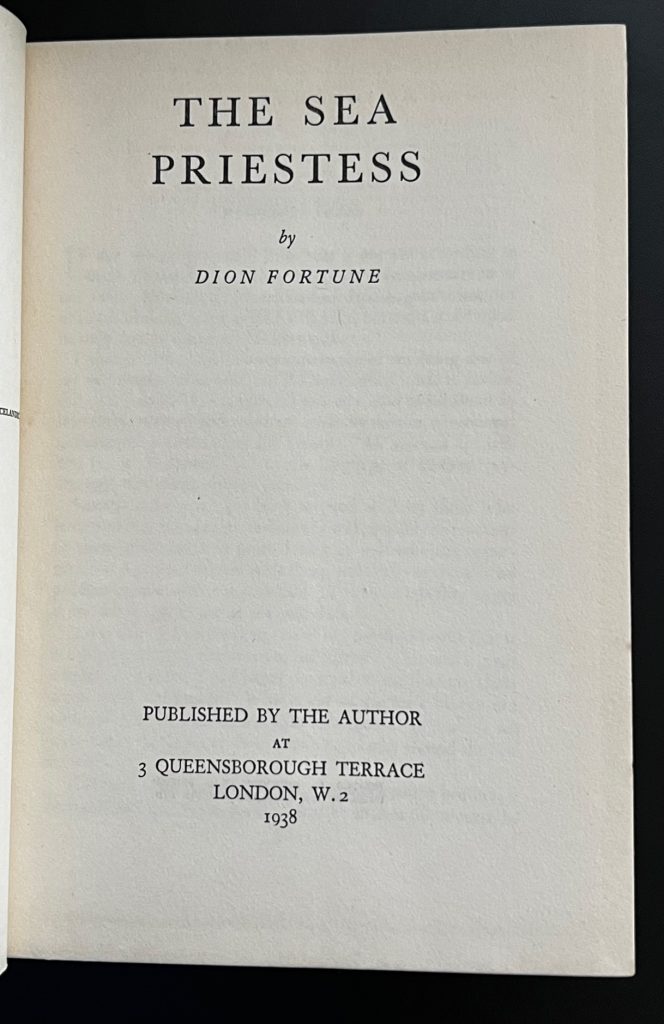 THE SEA
PRIESTESS
by
DION FORTUNE
PUBLISHED BY THE AUTHOR
AT
3 QUEENSBOROUGH TERRACE
LONDON, W.2
1938